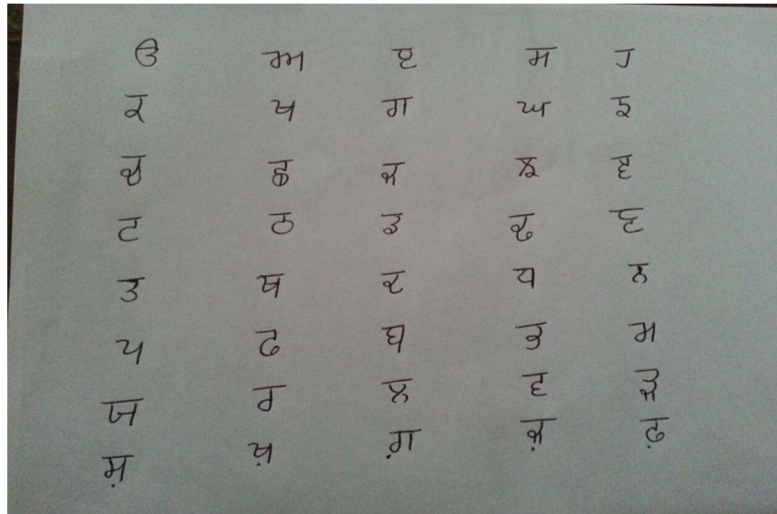 ੳ ਅ ੲ ਸ ਹ
ਕ ਖ ਗ ਘ ਙ
ਚ ਛ ਜ ਝ ਞ
ਟ ਠ ਡ ਢ ਣ
ਤ ਥ ਦ ਧ ਨ
ਪ ਫ ਬ ਭ ਮ
ਯ ਰ ਲ ਵ ੜ
ਸ਼ ਖ਼ ਗ਼ ਜ਼ ਫ਼